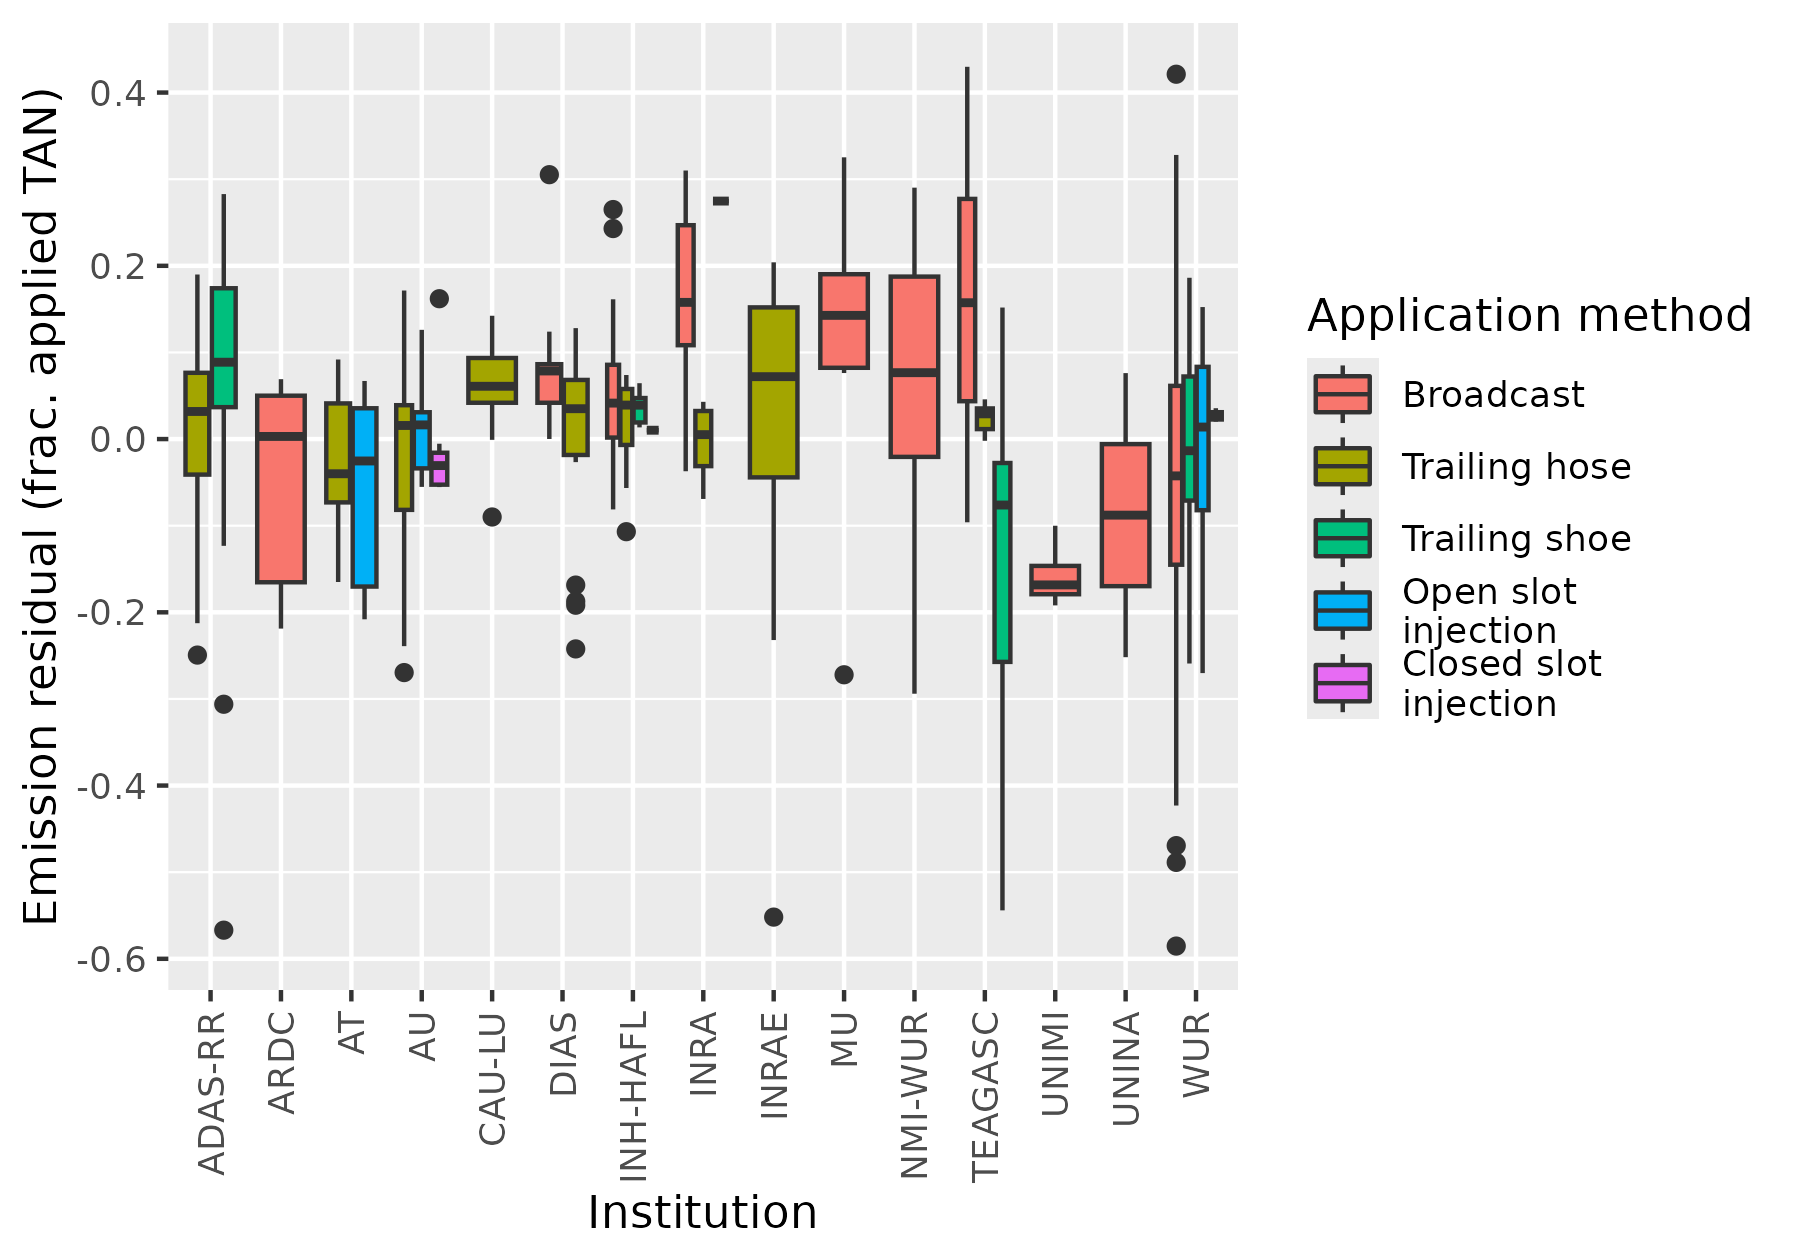 Emission residual (frac. applied TAN)
0.4
0.2
0.0
-0.2
-0.4
-0.6
ADAS-RR
ARDC
AT
AU
CAU-LU
DIAS
INH-HAFL
INRA
INRAE
MU
NMI-WUR
TEAGASC
UNIMI
UNINA
WUR
Institution
Application method
Broadcast
Trailing hose
Trailing shoe
Open slot
injection
Closed slot
injection